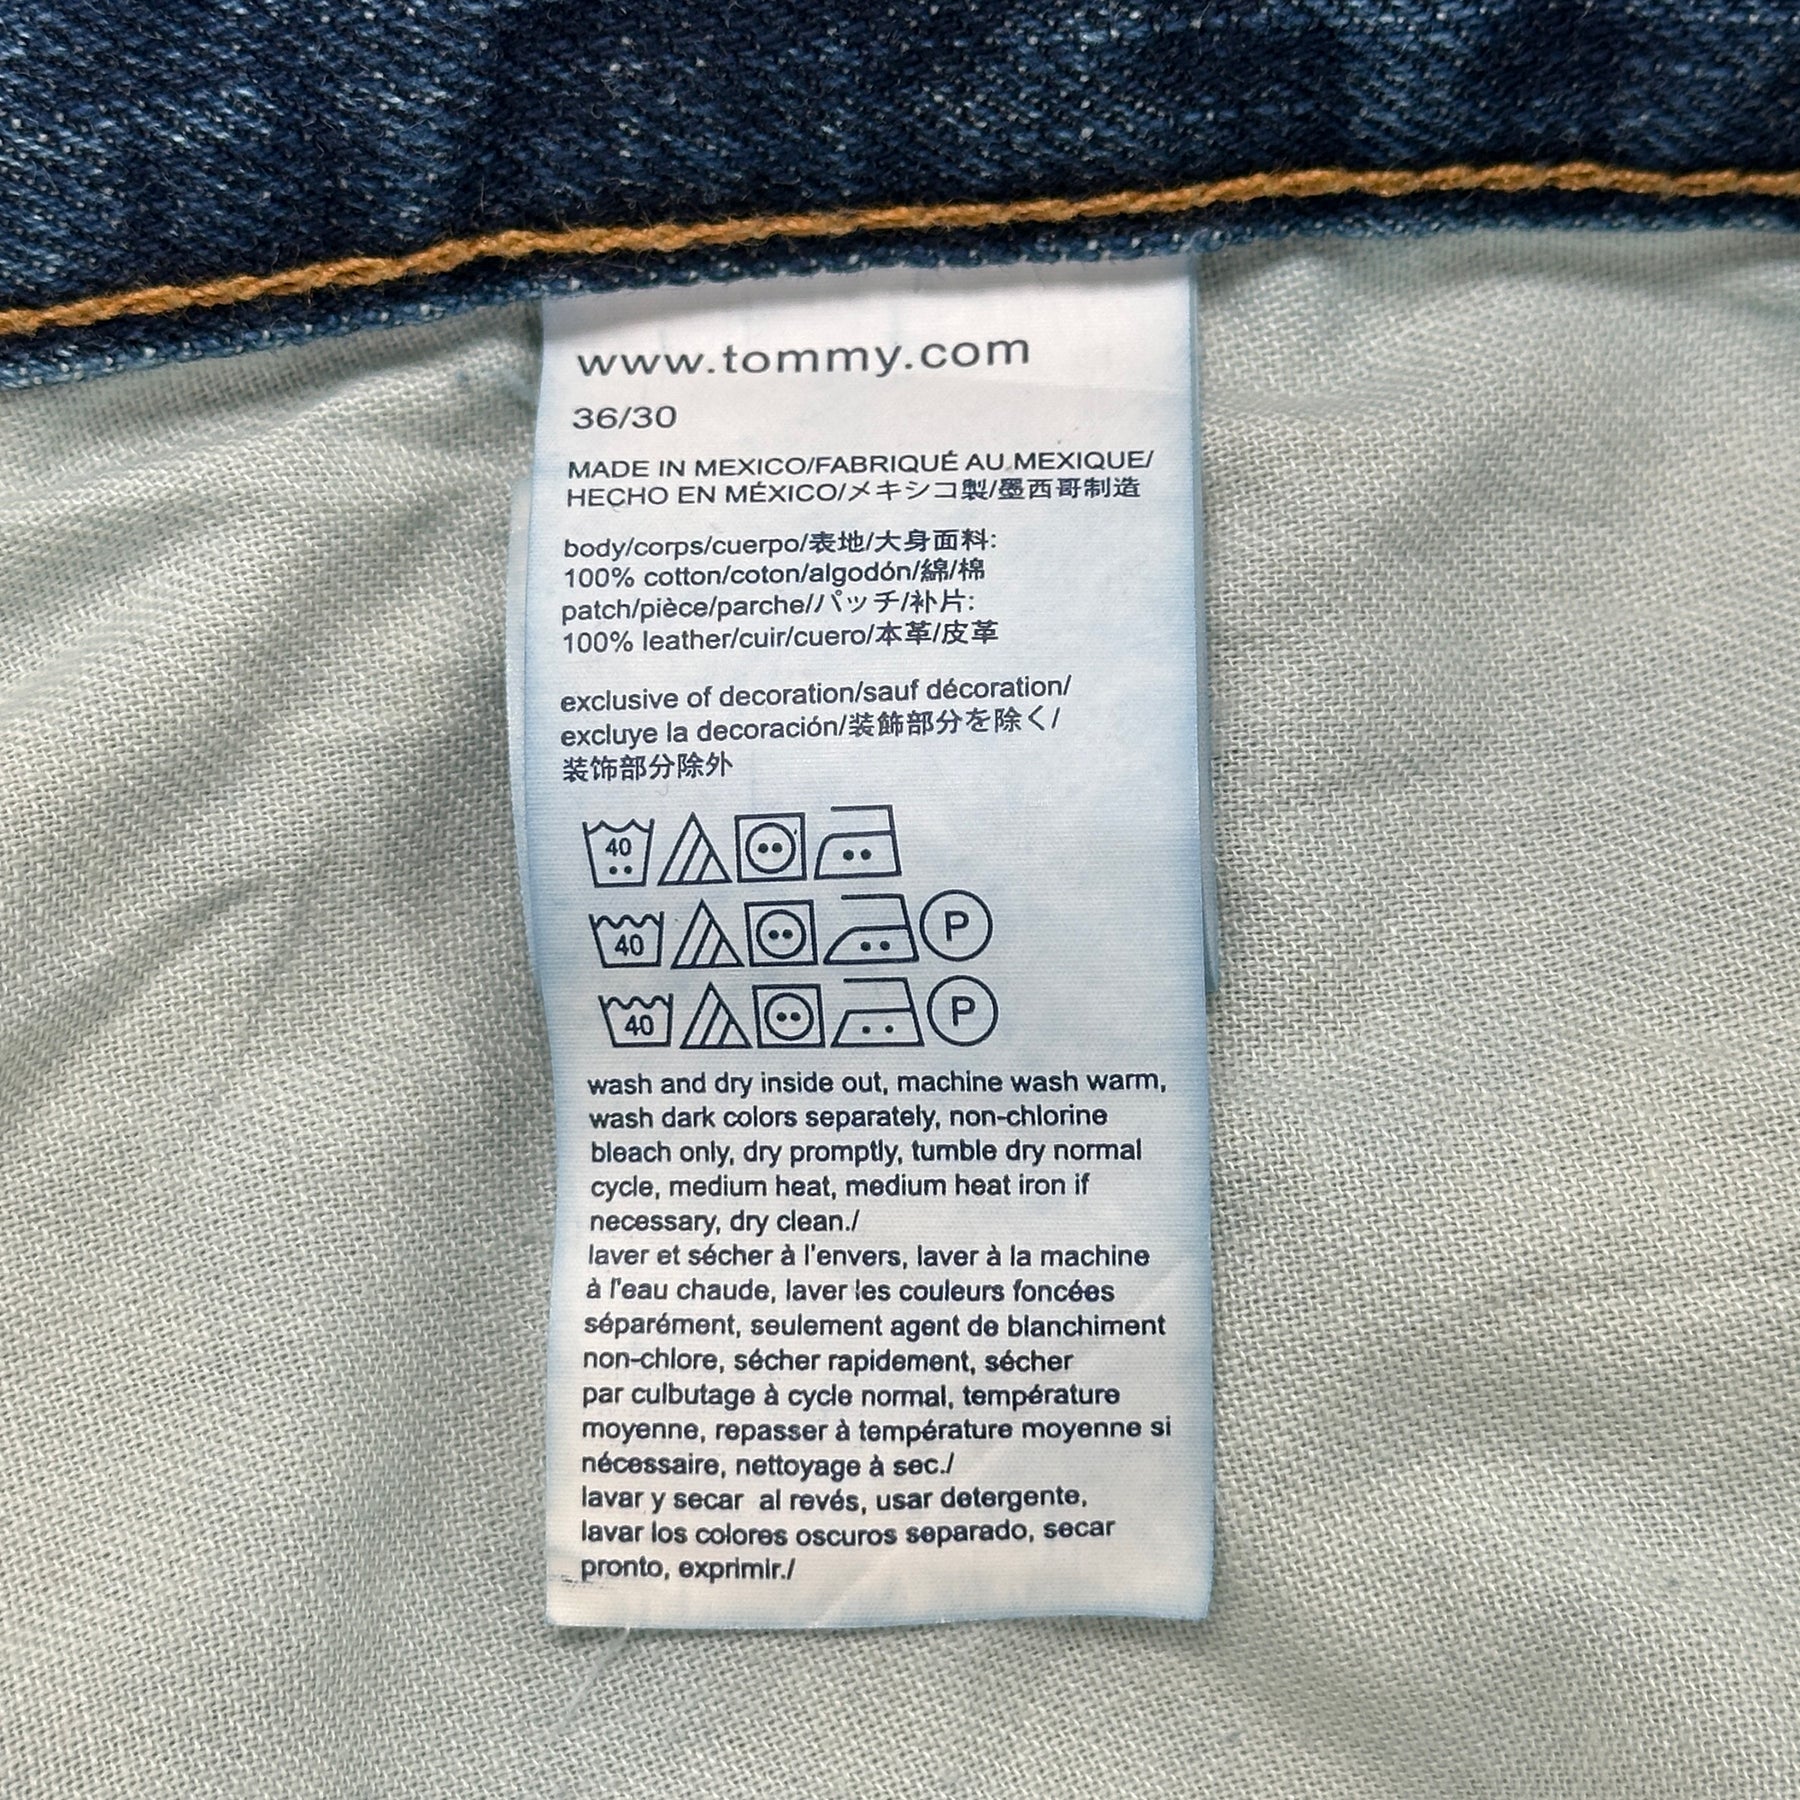 www.tommy.com
36/30
MADE IN MEXICO/FABRIQUÉ AU MEXIQUE/
HECHO EN MÉXICO/メキシコ製/墨西哥制造
body/corps/cuerpo/表地/大身面料:
100% cotton/coton/algodón/綿/棉
patch/pièce/parche/パッチ/补片:
100% leather/cuir/cuero/本革/皮革
exclusive of decoration/sauf décoration/
excluye la decoración/装飾部分を除く/
装饰部分除外
40
40 P
40 P
wash and dry inside out, machine wash warm,
wash dark colors separately, non-chlorine
bleach only, dry promptly, tumble dry normal
cycle, medium heat, medium heat iron if
necessary, dry clean./
laver et sécher à l'envers, laver à la machine
à l'eau chaude, laver les couleurs foncées
séparément, seulement agent de blanchiment
non-chlore, sécher rapidement, sécher
par culbutage à cycle normal, température
moyenne, repasser à température moyenne si
nécessaire, nettoyage à sec./
lavar y secar al revés, usar detergente,
lavar los colores oscuros separado, secar
pronto, exprimir./